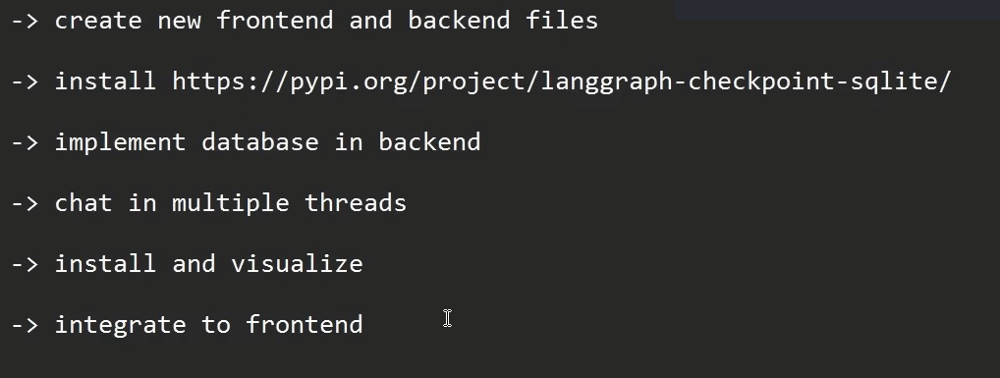 -> create new frontend and backend files
-> install https://pypi.org/project/langgraph-checkpoint-sqlite/
-> implement database in backend
-> chat in multiple threads
-> install and visualize
-> integrate to frontend